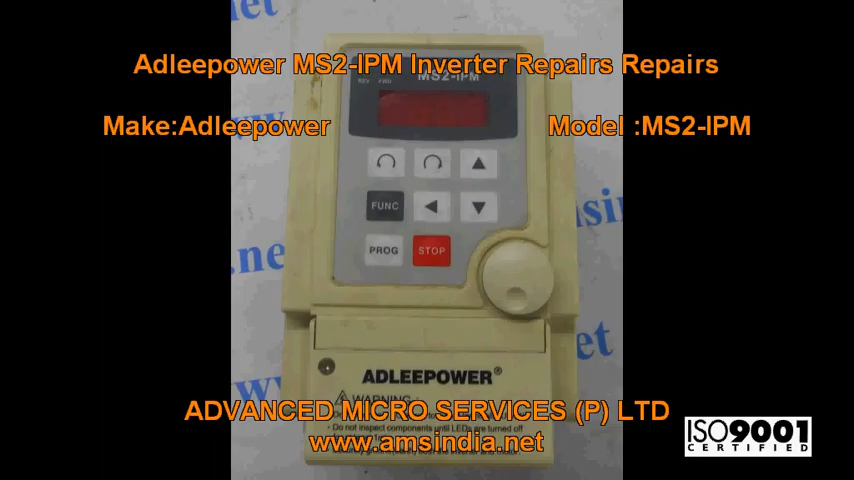 .net
Adleepower MS2-IPM Inverter Repairs Repairs
MS2-IPM
REV FWD
Make:Adleepower Model :MS2-IPM
FUNC
PROG STOP
.ne
ADLEEPOWER®
WARNING
ADVANCED MICRO SERVICES (P) LTD
• Do not inspect components until LEDs are turned off
www.amsindia.net
ISO9001
CERTIFIED